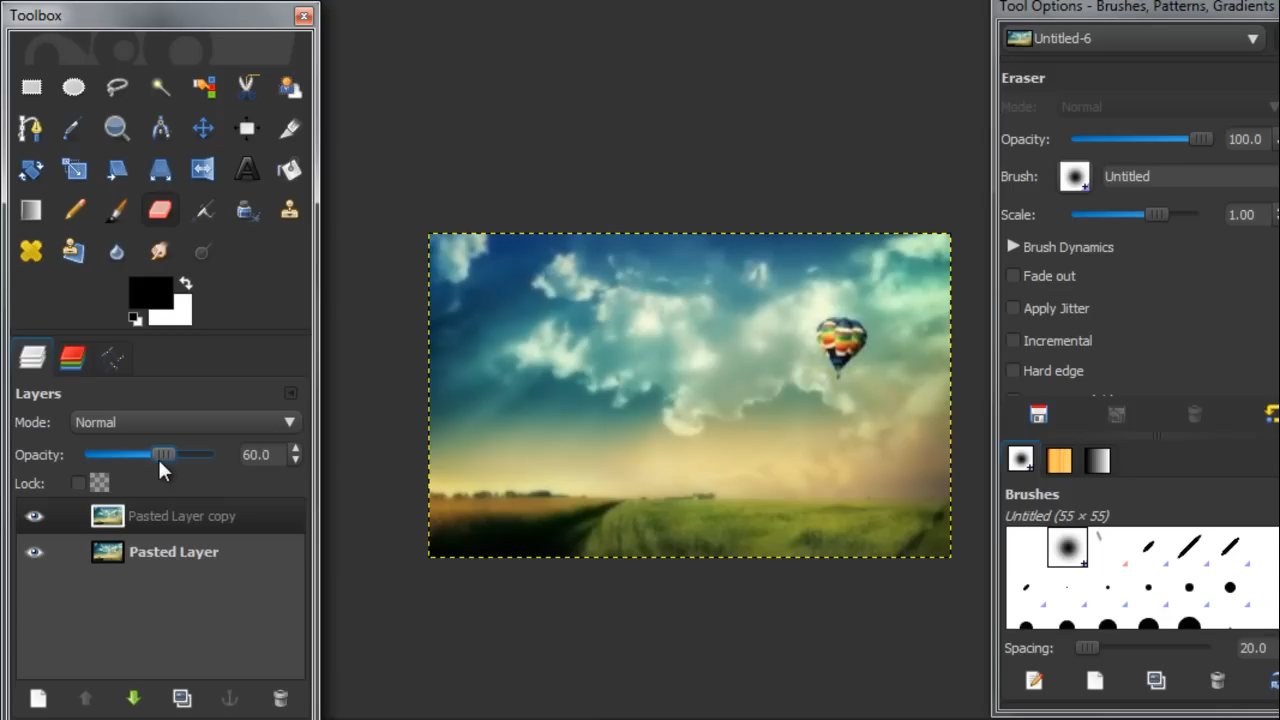 Toolbox
Layers
Mode: Normal
Opacity: 60.0
Lock:
Pasted Layer copy
Pasted Layer
Tool Options - Brushes, Patterns, Gradients
Untitled-6
Eraser
Mode: Normal
Opacity: 100.0
Brush: Untitled
Scale: 1.00
Brush Dynamics
Fade out
Apply Jitter
Incremental
Hard edge
Brushes
Untitled (55 × 55)
Spacing: 20.0